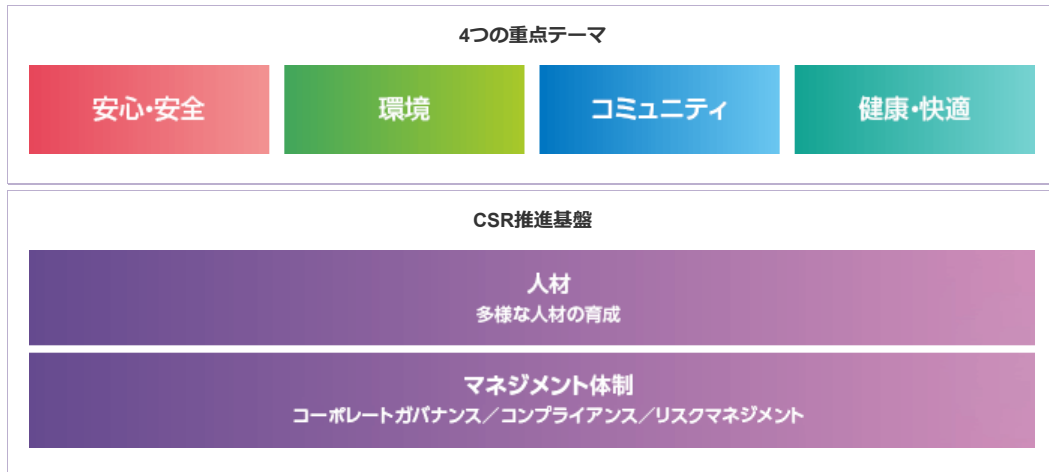 4つの重点テーマ
安心・安全
環境
コミュニティ
健康・快適
CSR推進基盤
人材
多様な人材の育成
マネジメント体制
コーポレートガバナンス／コンプライアンス／リスクマネジメント